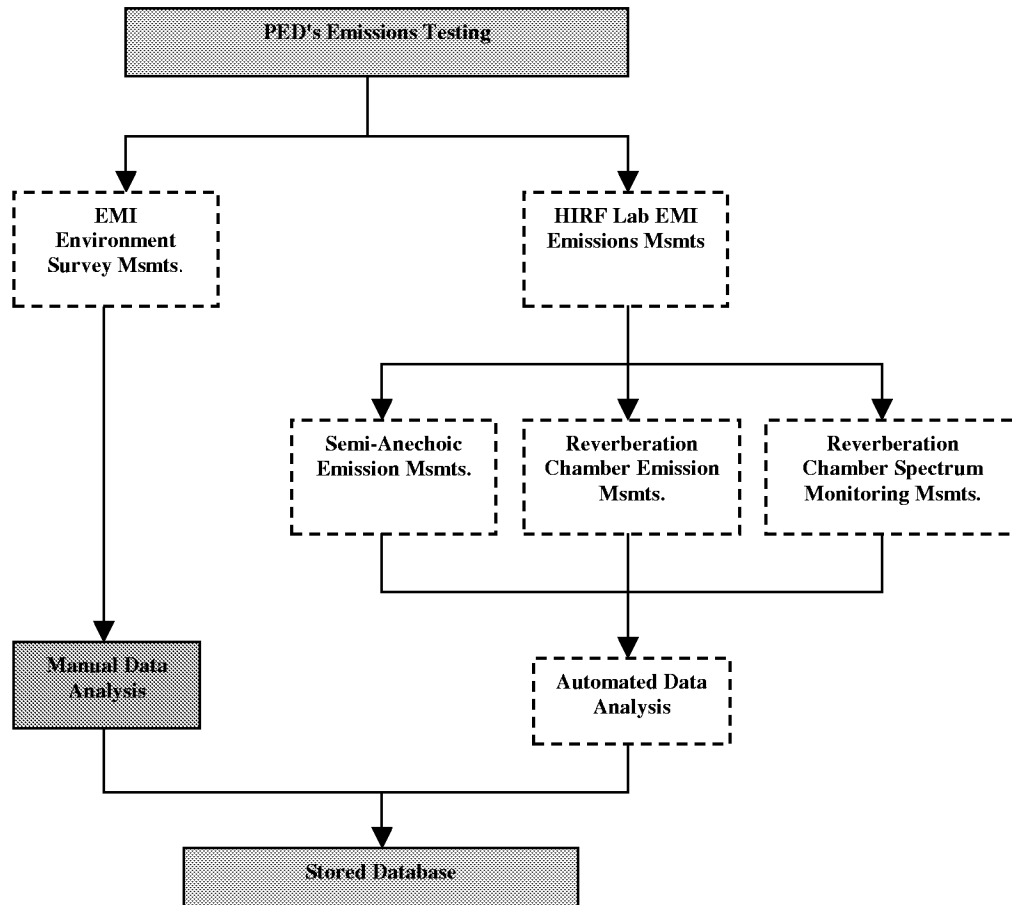 PED's Emissions Testing
EMI
Environment
Survey Msmts.
HIRF Lab EMI
Emissions Msmts
Semi-Anechoic
Emission Msmts.
Reverberation
Chamber Emission
Msmts.
Reverberation
Chamber Spectrum
Monitoring Msmts.
Manual Data
Analysis
Automated Data
Analysis
Stored Database